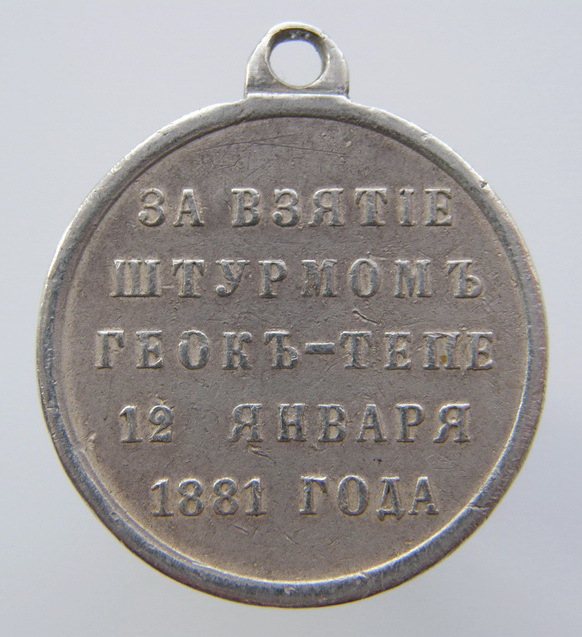 ЗА ВЗЯТІЕ
ШТУРМОМЪ
ГЕОКЪ-ТЕПЕ
12 ЯНВАРЯ
1881 ГОДА